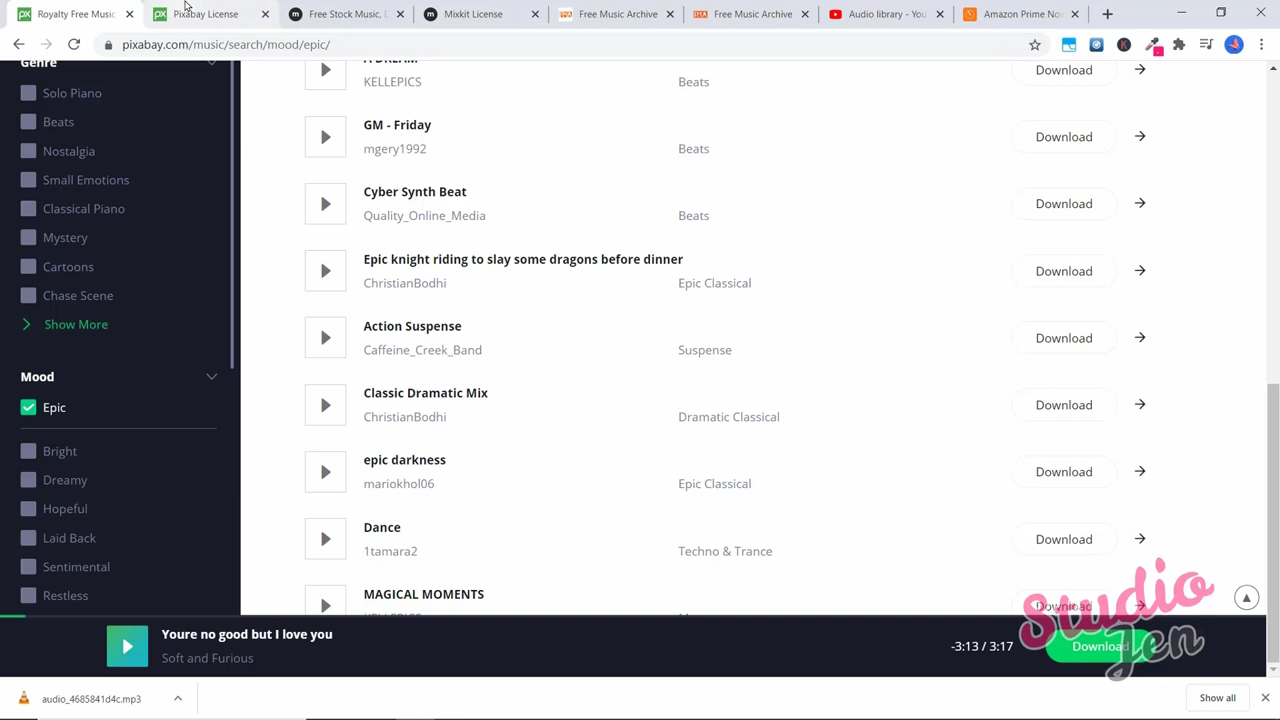 Royalty Free Music
Pixabay License
Free Stock Music, D
Mixkit License
Free Music Archive
Free Music Archive
Audio library - You
Amazon Prime No
pixabay.com/music/search/mood/epic/
Genre
Solo Piano
Beats
Nostalgia
Small Emotions
Classical Piano
Mystery
Cartoons
Chase Scene
Show More
Mood
Epic
Bright
Dreamy
Hopeful
Laid Back
Sentimental
Restless
A DREAM
KELLEPICS Beats Download
GM - Friday
mgery1992 Beats Download
Cyber Synth Beat
Quality_Online_Media Beats Download
Epic knight riding to slay some dragons before dinner
ChristianBodhi Epic Classical Download
Action Suspense
Caffeine_Creek_Band Suspense Download
Classic Dramatic Mix
ChristianBodhi Dramatic Classical Download
epic darkness
mariokhol06 Epic Classical Download
Dance
1tamara2 Techno & Trance Download
MAGICAL MOMENTS
Download
Youre no good but I love you
Soft and Furious
-3:13 / 3:17
Download
Studio
Jen
audio_4685841d4c.mp3
Show all